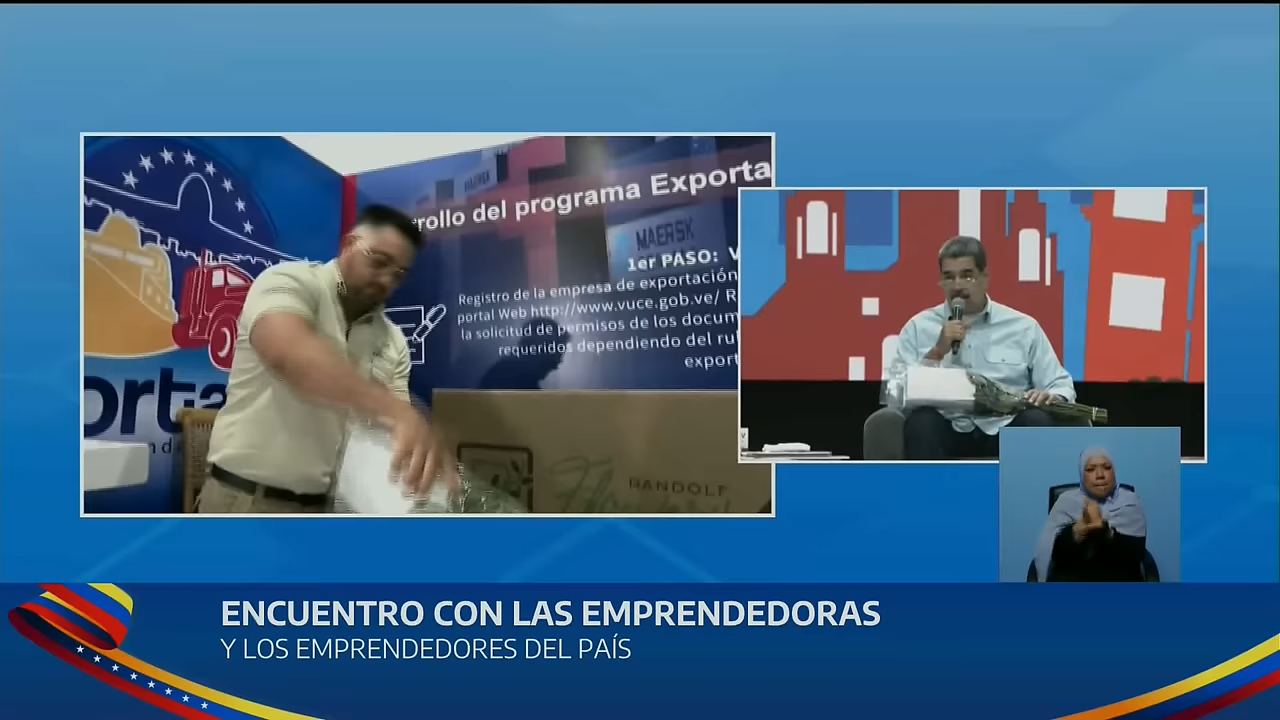 rollo del programa Exporta
MAERSK
1er PASO: V
Registro de la empresa de exportación
portal Web http://www.vuce.gob.ve/ R
la solicitud de permisos de los docum
requeridos dependiendo del ru
export
orta
RANDOLF
ENCUENTRO CON LAS EMPRENDEDORAS
Y LOS EMPRENDEDORES DEL PAÍS